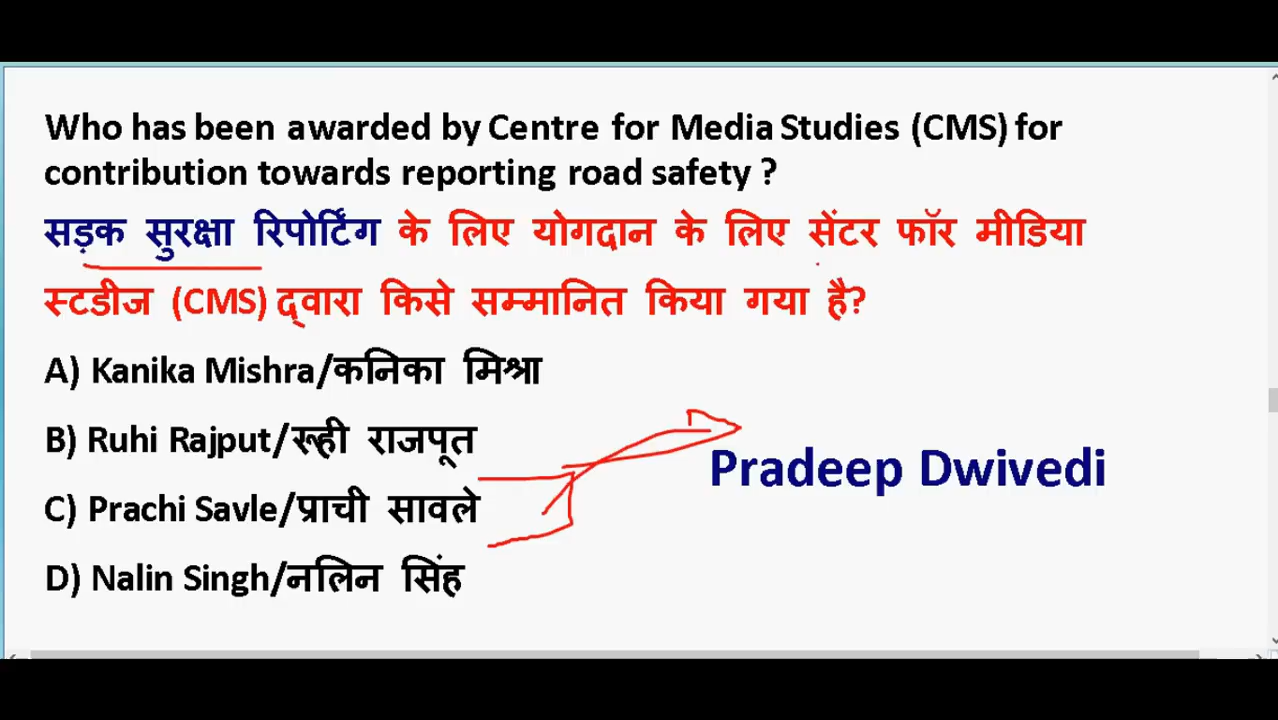 Who has been awarded by Centre for Media Studies (CMS) for
contribution towards reporting road safety ?
सड़क सुरक्षा रिपोर्टिंग के लिए योगदान के लिए सेंटर फॉर मीडिया
स्टडीज (CMS) द्वारा किसे सम्मानित किया गया है?
A) Kanika Mishra/कनिका मिश्रा
B) Ruhi Rajput/रूही राजपूत
Pradeep Dwivedi
C) Prachi Savle/प्राची सावले
D) Nalin Singh/नलिन सिंह